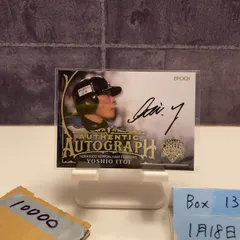 EPOCH
AUTHENTIC
AUTOGRAPH
YOSHIO ITOI
10000
Box 13
1月18日